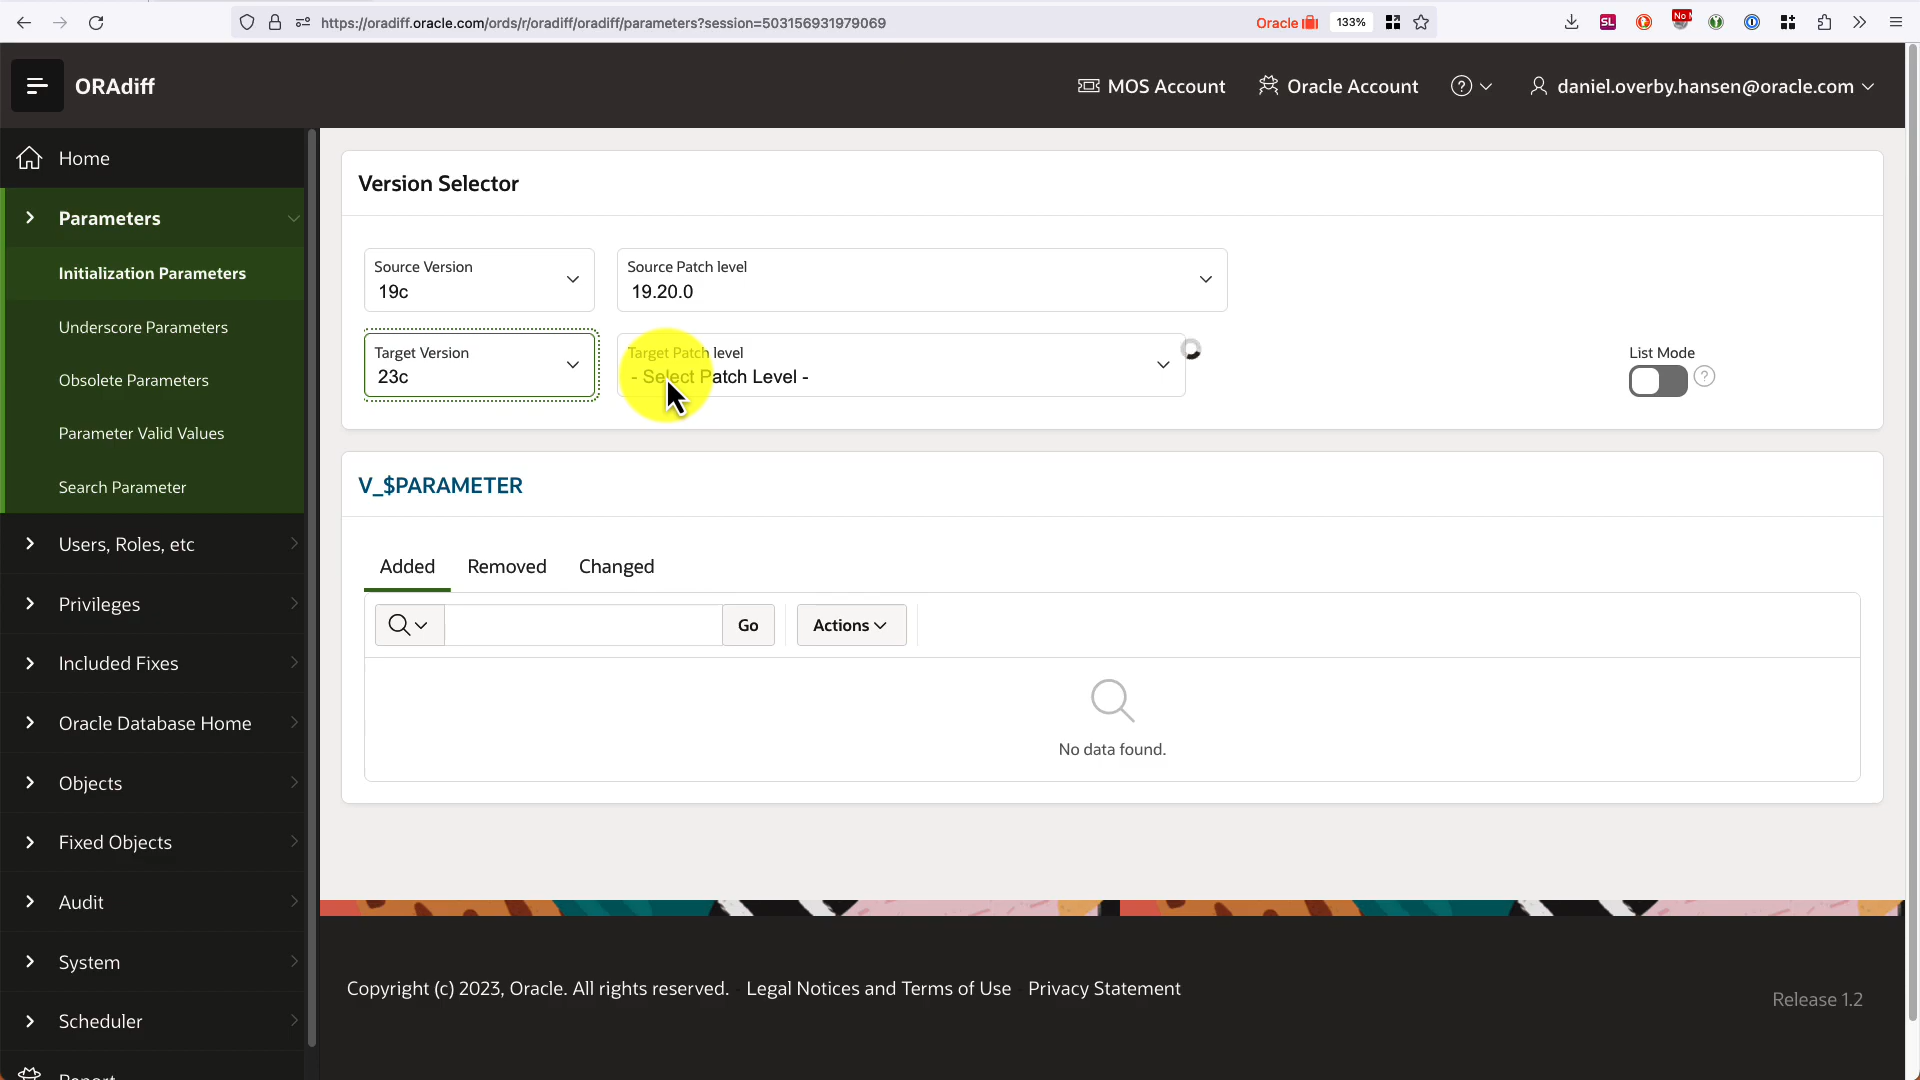 https://oradiff.oracle.com/ords/r/oradiff/oradiff/parameters?session=503156931979069
Oracle
133%
SL
ORAdiff
MOS Account
Oracle Account
daniel.overby.hansen@oracle.com
Home
Parameters
Initialization Parameters
Underscore Parameters
Obsolete Parameters
Parameter Valid Values
Search Parameter
Users, Roles, etc
Privileges
Included Fixes
Oracle Database Home
Objects
Fixed Objects
Audit
System
Scheduler
Version Selector
Source Version
19c
Source Patch level
19.20.0
Target Version
23c
Target Patch level
- Select Patch Level -
List Mode
V_$PARAMETER
Added
Removed
Changed
Go
Actions
No data found.
Copyright (c) 2023, Oracle. All rights reserved. - Legal Notices and Terms of Use Privacy Statement
Release 1.2